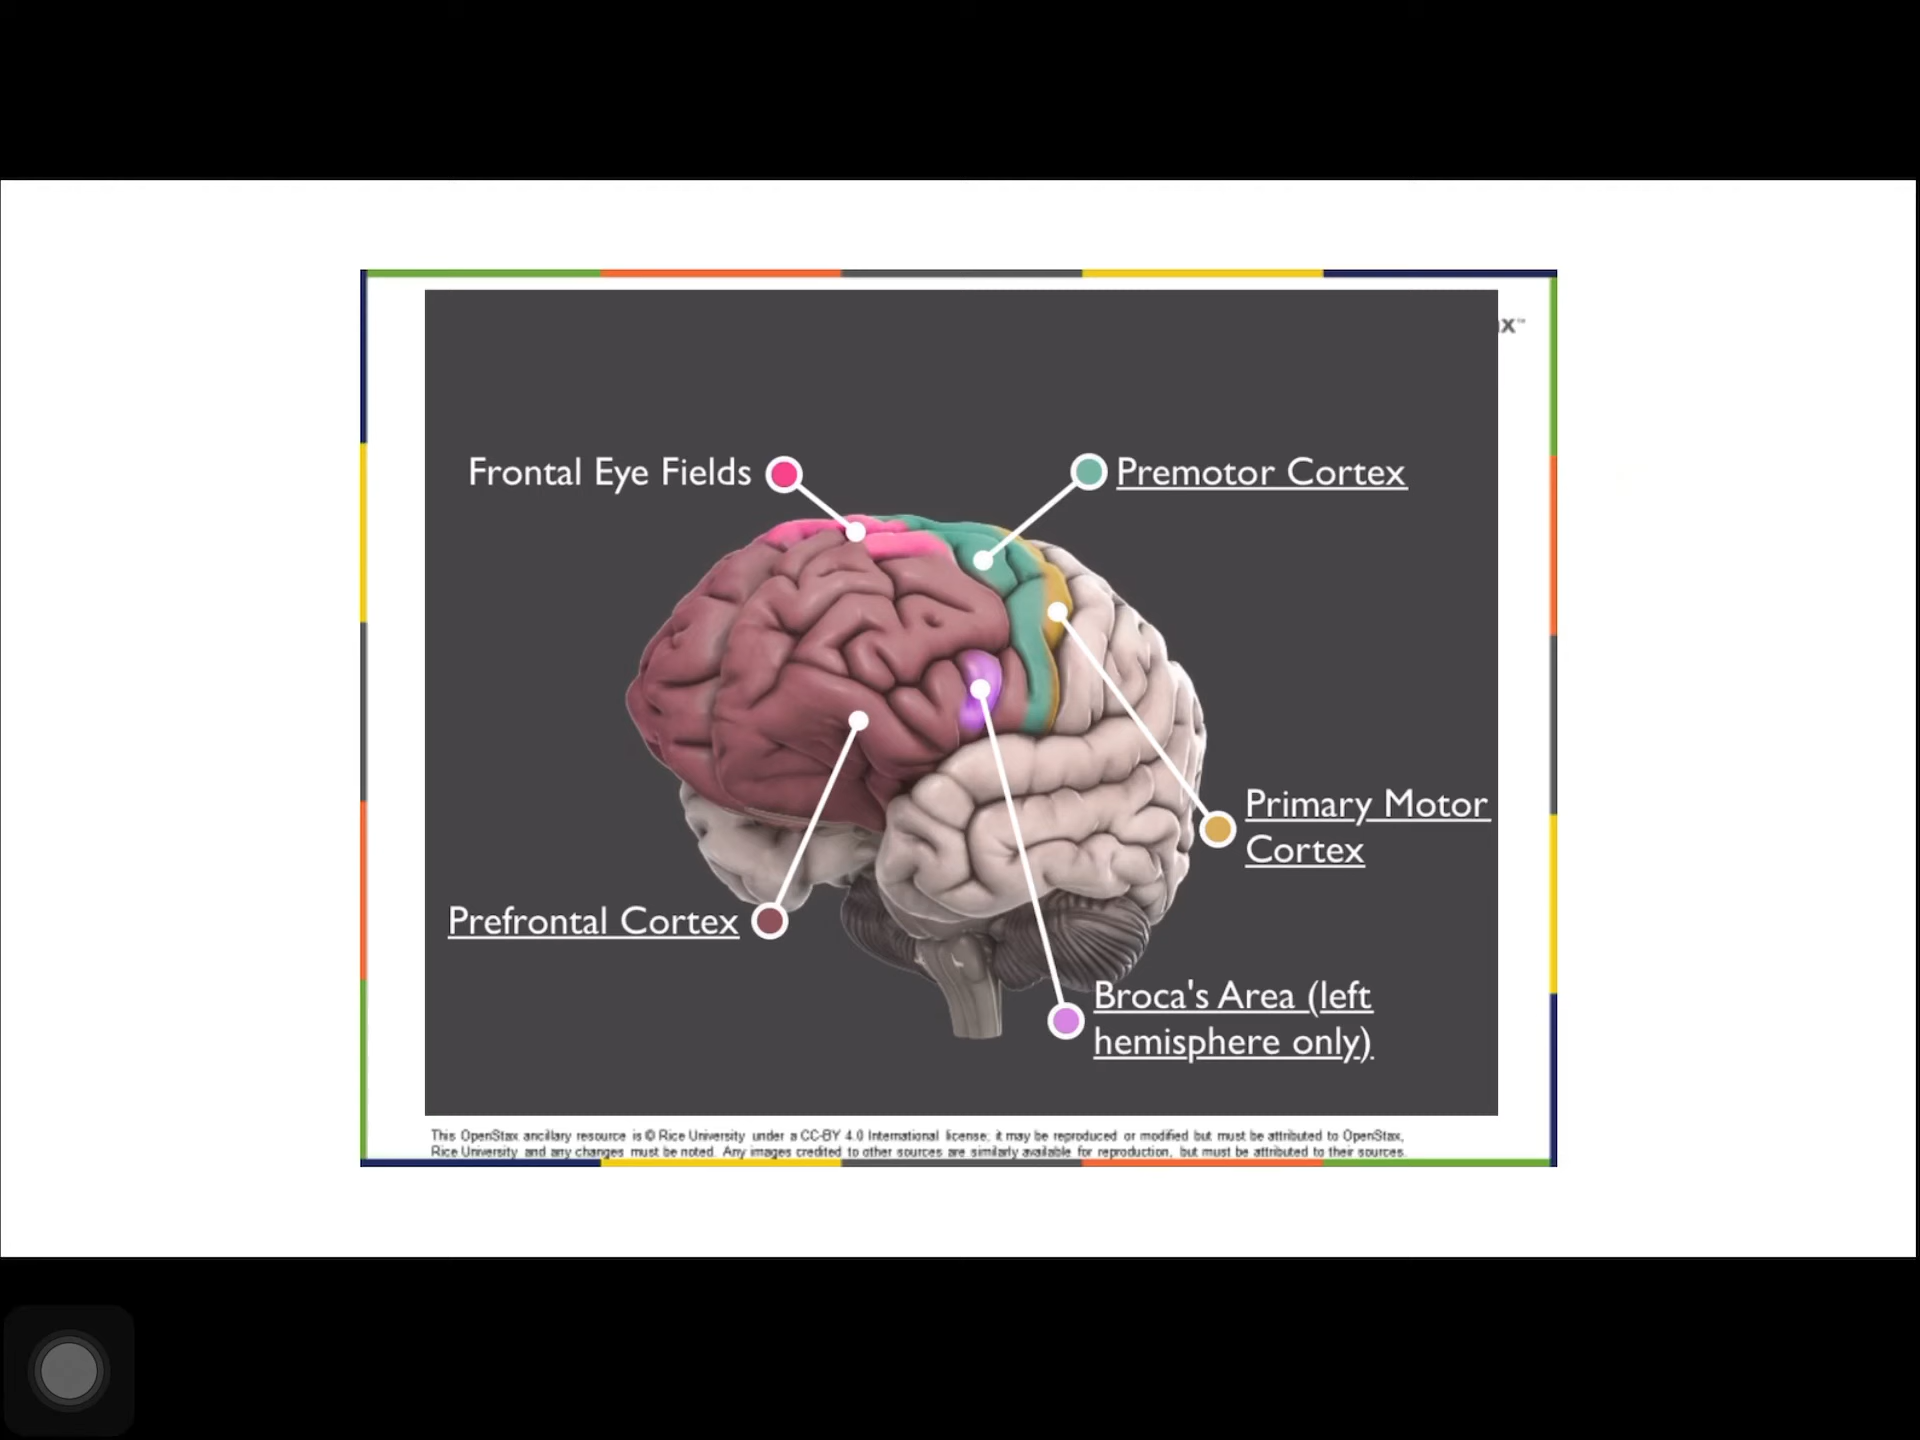 ax™
Frontal Eye Fields
Premotor Cortex
Primary Motor
Cortex
Prefrontal Cortex
Broca's Area (left
hemisphere only)
This OpenStax ancillary resource is © Rice University under a CC-BY 4.0 International license; it may be reproduced or modified but must be attributed to OpenStax,
Rice University and any changes must be noted. Any images credited to other sources are similarly available for reproduction, but must be attributed to their sources.